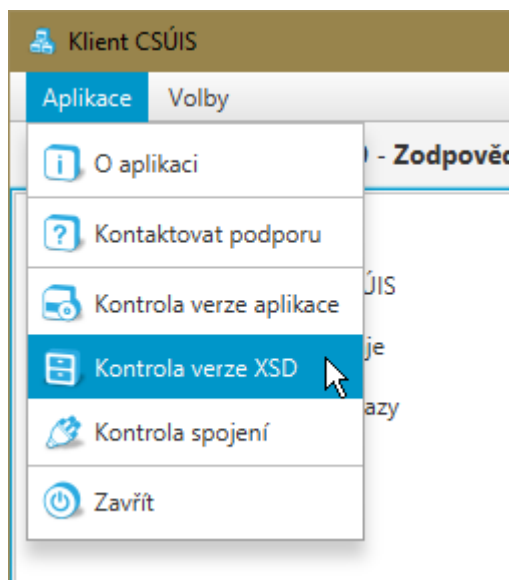 Klient CSÚIS
Aplikace Volby
- Zodpověd
O aplikaci
Kontaktovat podporu
Kontrola verze aplikace
ÚIS
Kontrola verze XSD
je
Kontrola spojení
azy
Zavřít